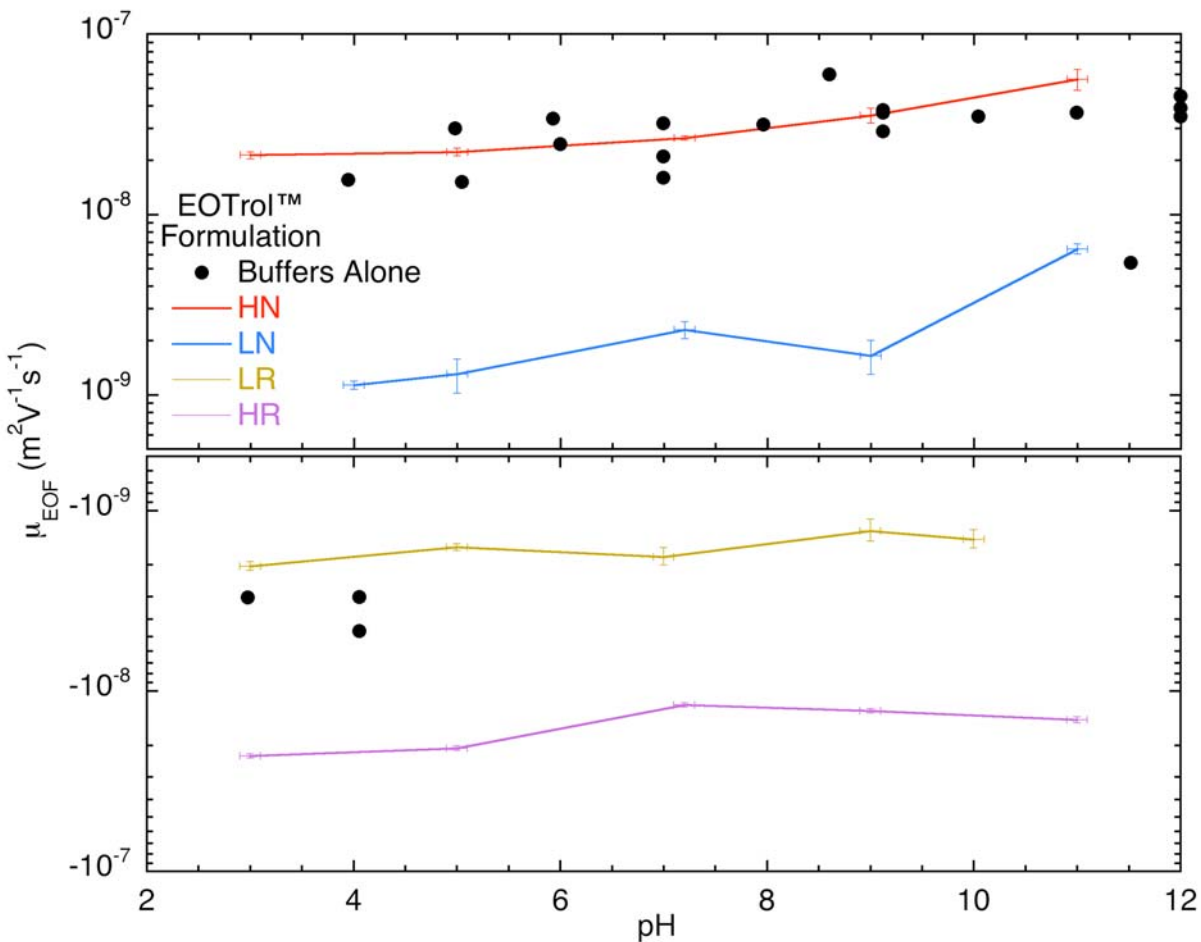 10-7
10-8
EOTrol™
Formulation
Buffers Alone
HN
LN
10-9
LR
HR
μEOF (m2V-1s-1)
-10-9
-10-8
-10-7
2 4 6 8 10 12
pH